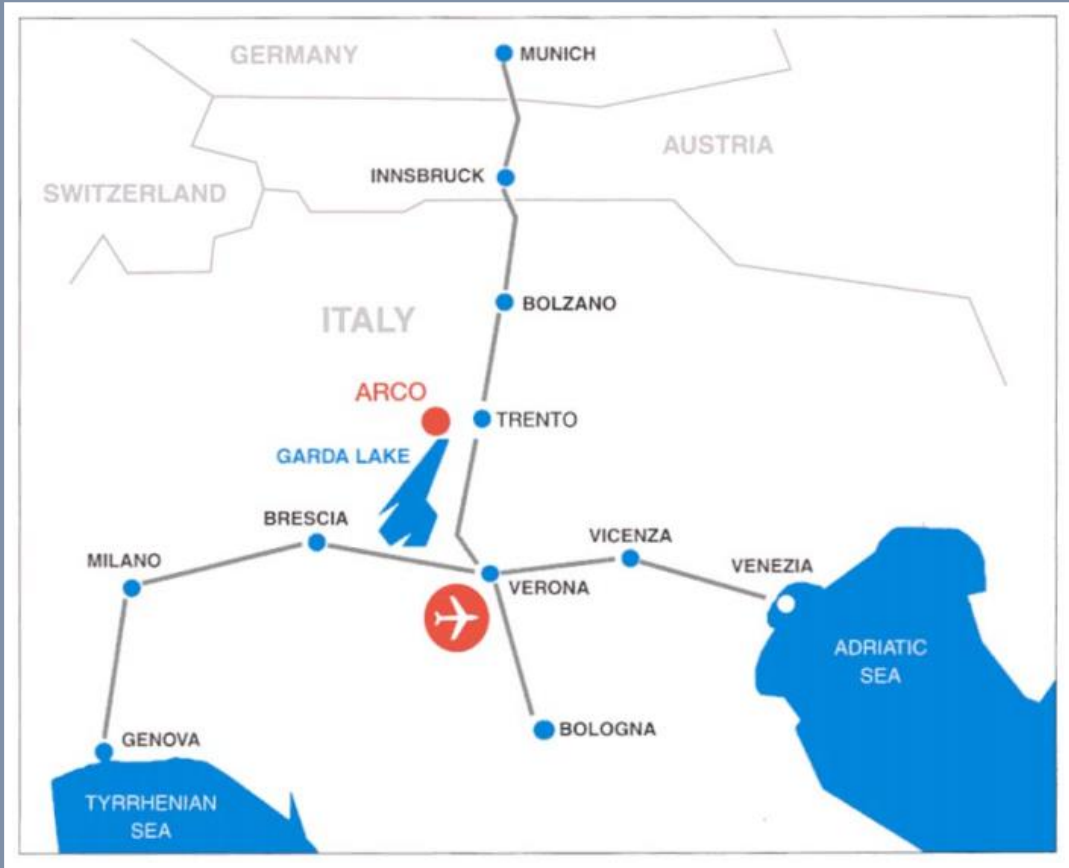 GERMANY
MUNICH
AUSTRIA
INNSBRUCK
SWITZERLAND
BOLZANO
ITALY
ARCO
TRENTO
GARDA LAKE
BRESCIA
VICENZA
MILANO
VENEZIA
VERONA
ADRIATIC
SEA
BOLOGNA
GENOVA
TYRRHENIAN
SEA